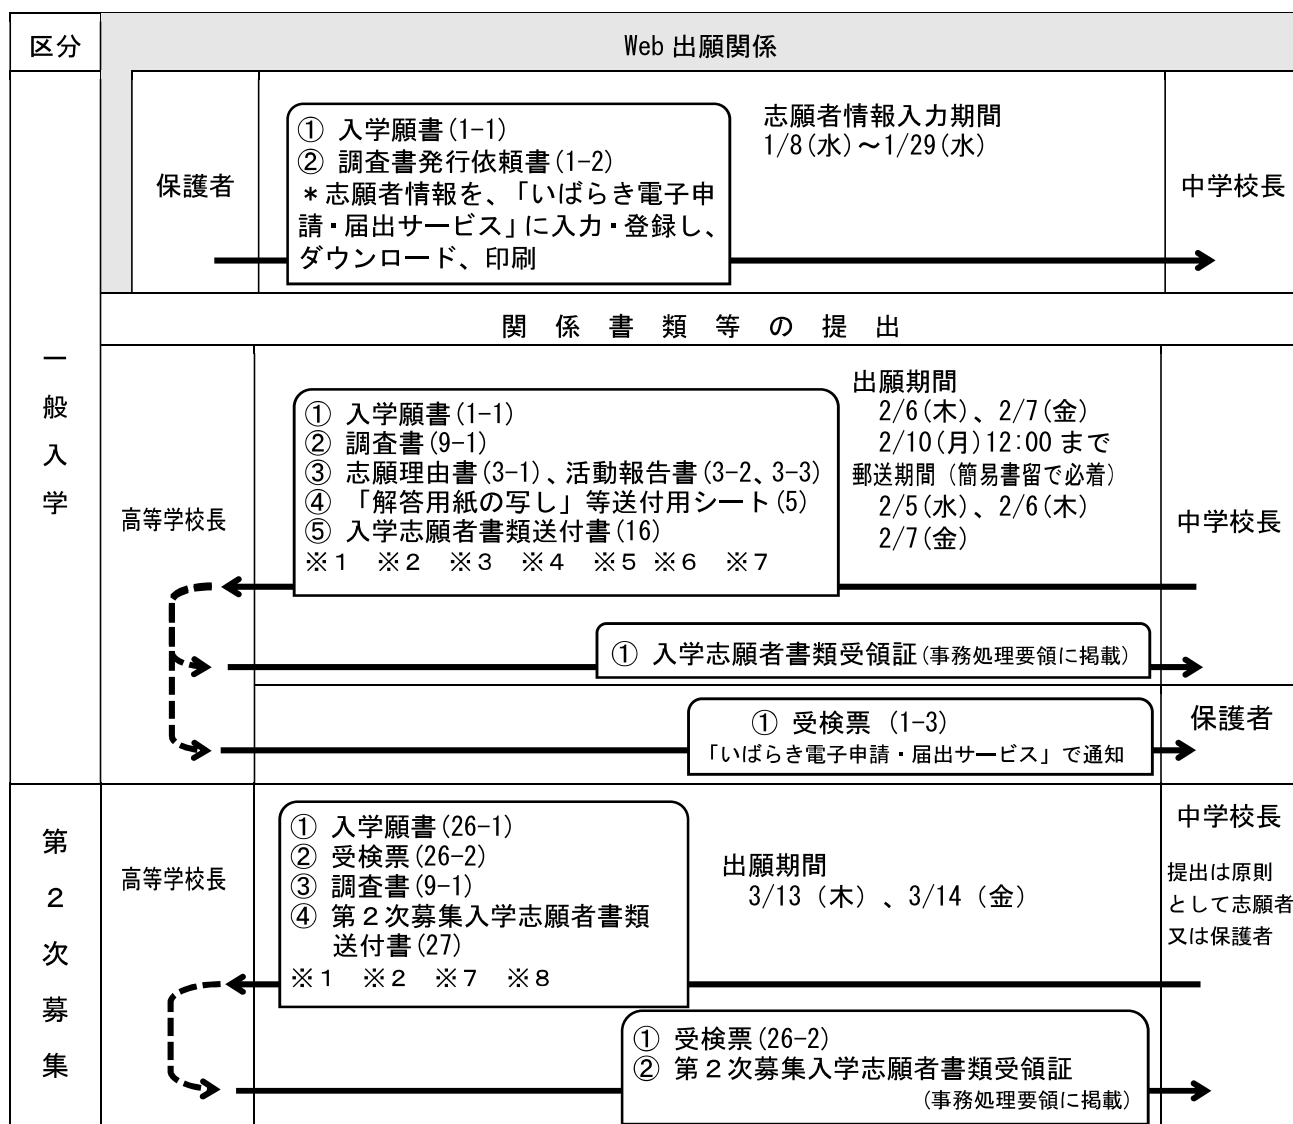 区分
Web 出願関係
一般入学
保護者
① 入学願書(1-1)
② 調査書発行依頼書(1-2)
＊志願者情報を、「いばらき電子申
請・届出サービス」に入力・登録し、
ダウンロード、印刷
志願者情報入力期間
1/8(水)～1/29(水)
中学校長
関係書類等の提出
高等学校長
① 入学願書(1-1)
② 調査書(9-1)
③ 志願理由書(3-1)、活動報告書(3-2、3-3)
④ 「解答用紙の写し」等送付用シート(5)
⑤ 入学志願者書類送付書(16)
※１ ※２ ※３ ※４ ※５ ※６ ※７
出願期間
2/6(木)、2/7(金)
2/10(月)12:00 まで
郵送期間（簡易書留で必着）
2/5(水)、2/6(木)
2/7(金)
中学校長
① 入学志願者書類受領証(事務処理要領に掲載)
① 受検票 (1-3)
「いばらき電子申請・届出サービス」で通知
保護者
第２次募集
高等学校長
① 入学願書(26-1)
② 受検票(26-2)
③ 調査書(9-1)
④ 第２次募集入学志願者書類
送付書(27)
※１ ※２ ※７ ※８
出願期間
3/13（木）、3/14（金）
中学校長
提出は原則
として志願者
又は保護者
① 受検票(26-2)
② 第２次募集入学志願者書類受領証
(事務処理要領に掲載)